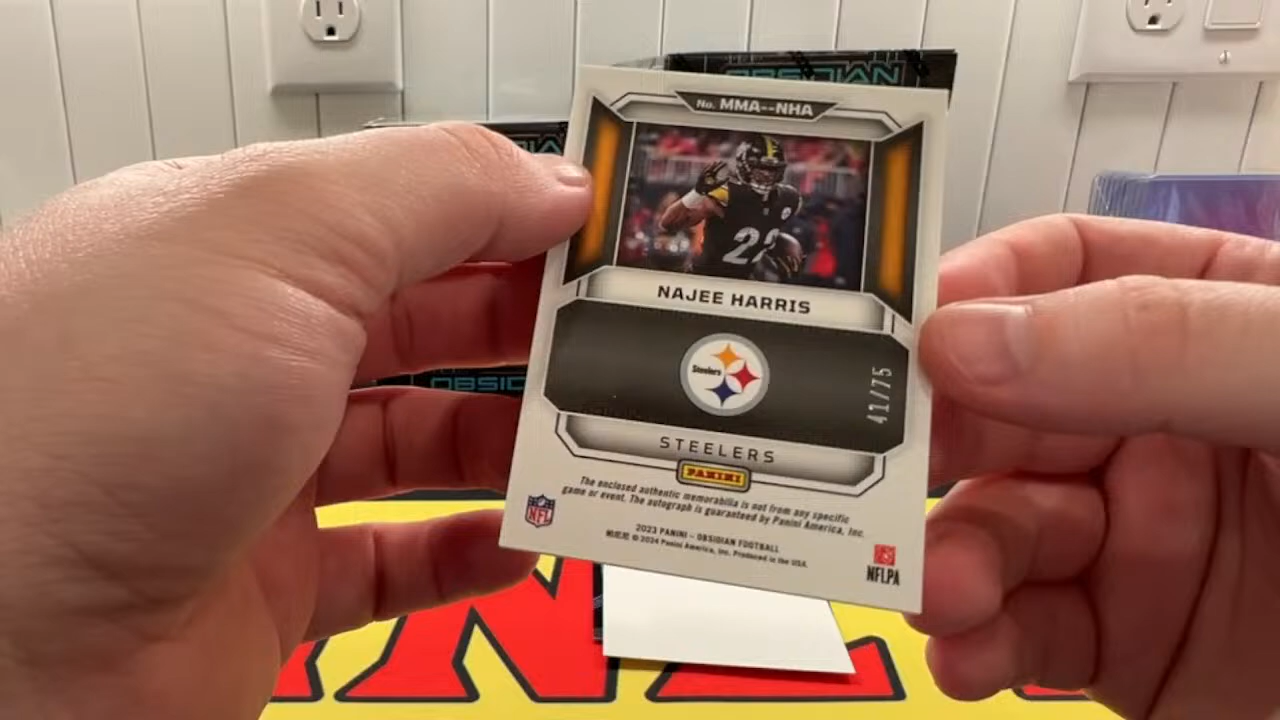 OBSIDIAN
No. MMA--NHA
22
NAJEE HARRIS
Steelers
41/75
OBSID
STEELERS
PANINI
The enclosed authentic memorabilia is not from any specific
game or event. The autograph is guaranteed by Panini America, Inc.
NFL
2023 PANINI – OBSIDIAN FOOTBALL
© 2024 Panini America, Inc. Produced in the USA.
NFLPA